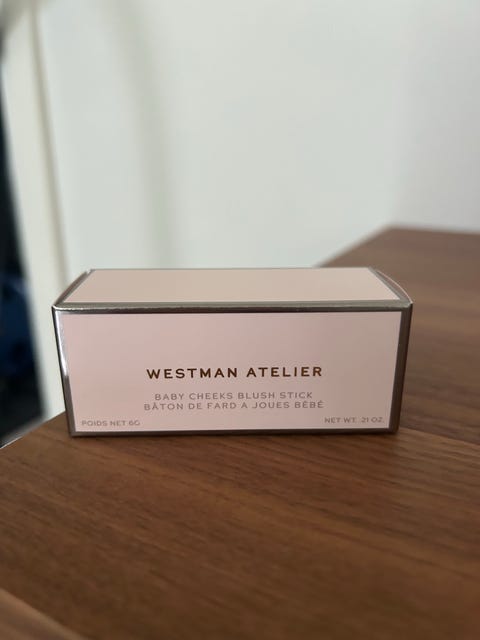 WESTMAN ATELIER
BABY CHEEKS BLUSH STICK
BÂTON DE FARD A JOUES BÉBÉ
POIDS NET 6G NET WT. .21 OZ.